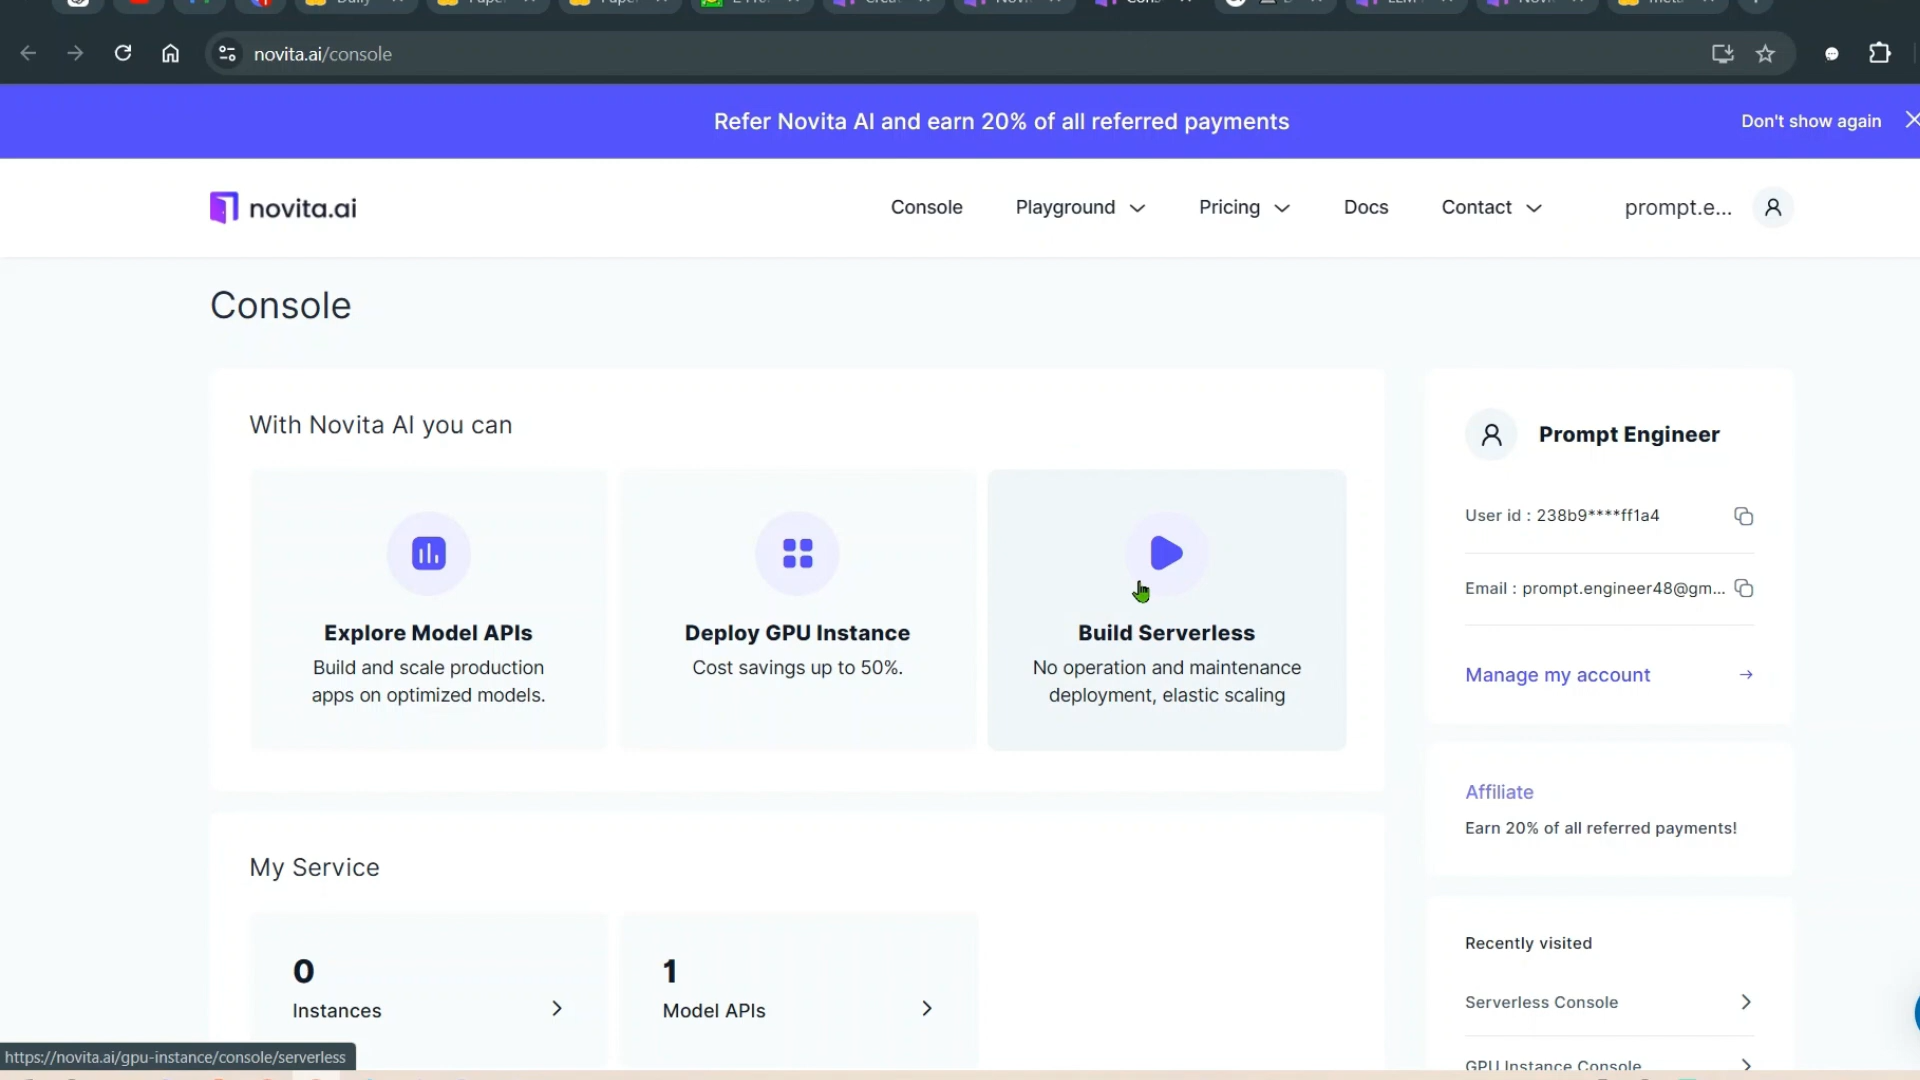 novita.ai/console
Refer Novita AI and earn 20% of all referred payments
Don't show again
novita.ai
Console
Playground
Pricing
Docs
Contact
prompt.e...
Console
With Novita AI you can
Explore Model APIs
Build and scale production
apps on optimized models.
Deploy GPU Instance
Cost savings up to 50%.
Build Serverless
No operation and maintenance
deployment, elastic scaling
Prompt Engineer
User id : 238b9****ff1a4
Email : prompt.engineer48@gm...
Manage my account
Affiliate
Earn 20% of all referred payments!
My Service
0
Instances
1
Model APIs
Recently visited
Serverless Console
GPU Instance Console
https://novita.ai/gpu-instance/console/serverless